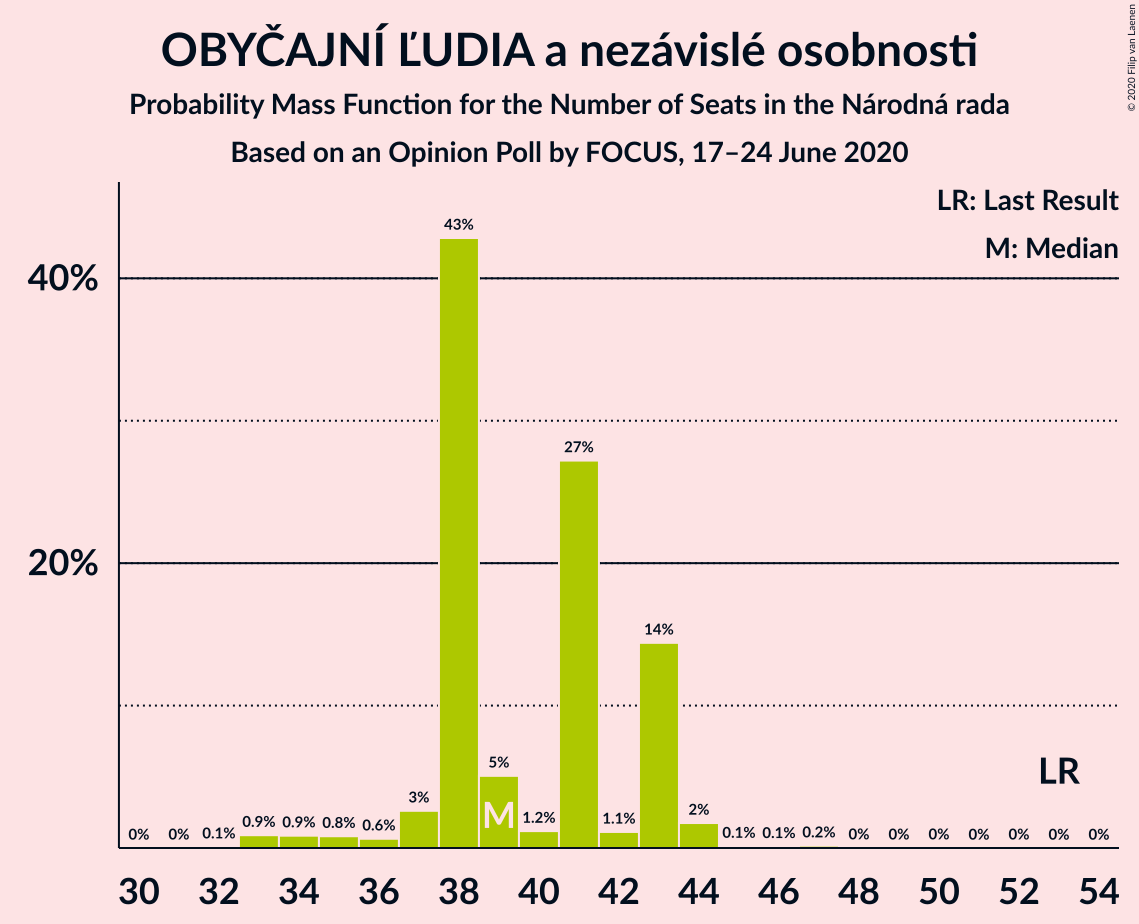 OBYČAJNÍ ĽUDIA a nezávislé osobnosti
Probability Mass Function for the Number of Seats in the Národná rada
Based on an Opinion Poll by FOCUS, 17–24 June 2020
© 2020 Filip van Laenen
LR: Last Result
M: Median
43%
40%
27%
20%
14%
5%
LR
3%
M
2%
0% 0% 0.1% 0.9% 0.9% 0.8% 0.6% 1.2% 1.1% 0.1% 0.1% 0.2% 0% 0% 0% 0% 0% 0% 0%
30 32 34 36 38 40 42 44 46 48 50 52 54